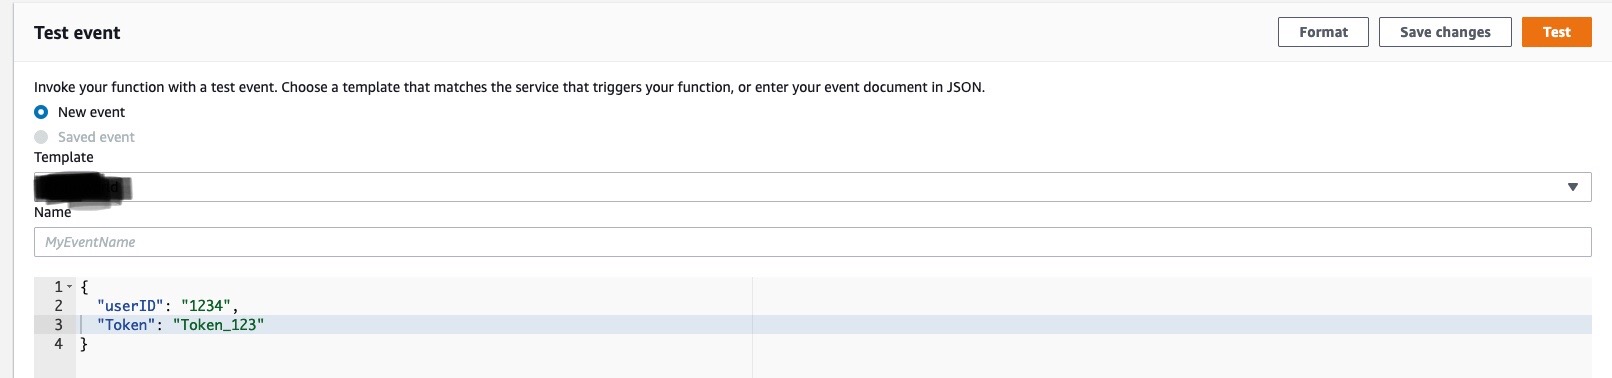 Test event
Format
Save changes
Test
Invoke your function with a test event. Choose a template that matches the service that triggers your function, or enter your event document in JSON.
New event
Saved event
Template
Name
MyEventName
1 {
2 "userID": "1234",
3 "Token": "Token_123"
4 }